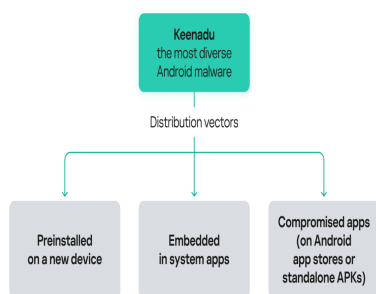 Keenadu
the most diverse
Android malware
Distribution vectors
Preinstalled
on a new device
Embedded
in system apps
Compromised apps
(on Android
app stores or
standalone APKs)